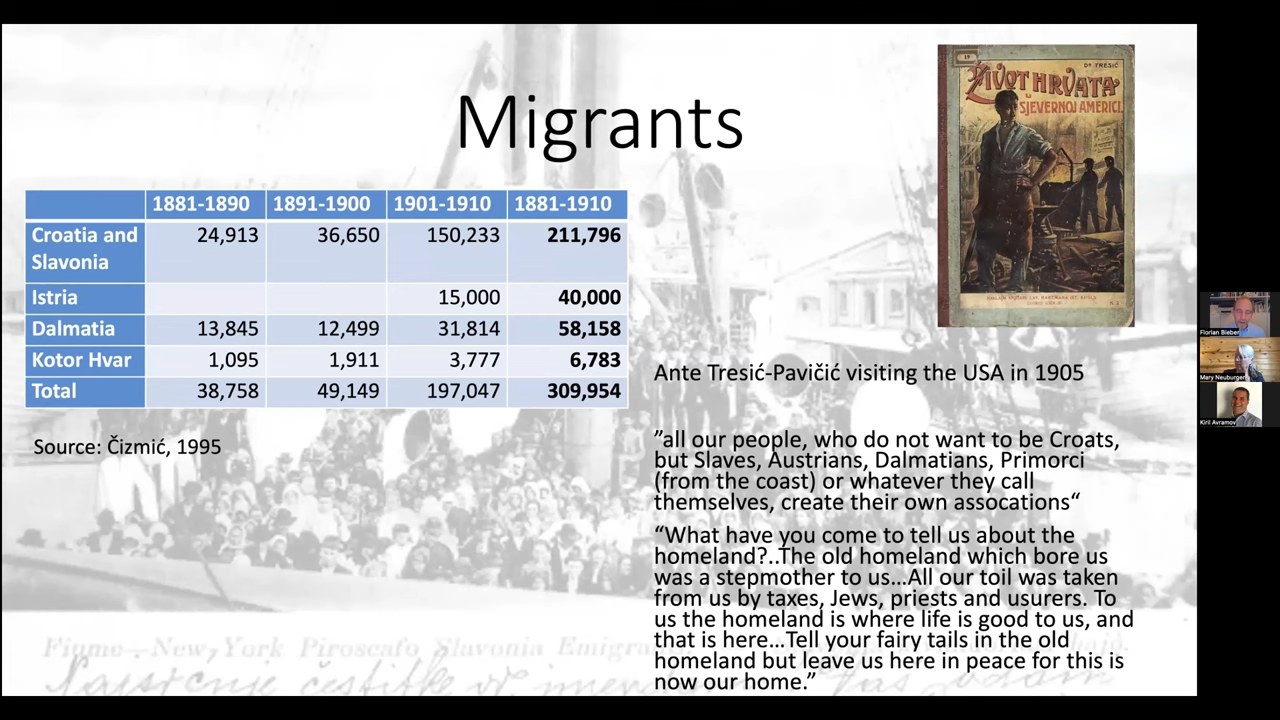 Migrants
1881-1890 1891-1900 1901-1910 1881-1910
Croatia and Slavonia 24,913 36,650 150,233 211,796
Istria 15,000 40,000
Dalmatia 13,845 12,499 31,814 58,158
Kotor Hvar 1,095 1,911 3,777 6,783
Total 38,758 49,149 197,047 309,954
Source: Čizmić, 1995
19
Dr TRESIĆ
ŽIVOT HRVATA
U
SJEVERNOJ AMERICI
Ante Tresić-Pavičić visiting the USA in 1905
”all our people, who do not want to be Croats,
but Slaves, Austrians, Dalmatians, Primorci
(from the coast) or whatever they call
themselves, create their own assocations“
“What have you come to tell us about the
homeland?..The old homeland which bore us
was a stepmother to us...All our toil was taken
from us by taxes, Jews, priests and usurers. To
us the homeland is where life is good to us, and
that is here...Tell your fairy tails in the old
homeland but leave us here in peace for this is
now our home.”
Fiume—New-York Piroscafo Slavonia
Florian Bieber
Mary Neuburger
Kiril Avramov